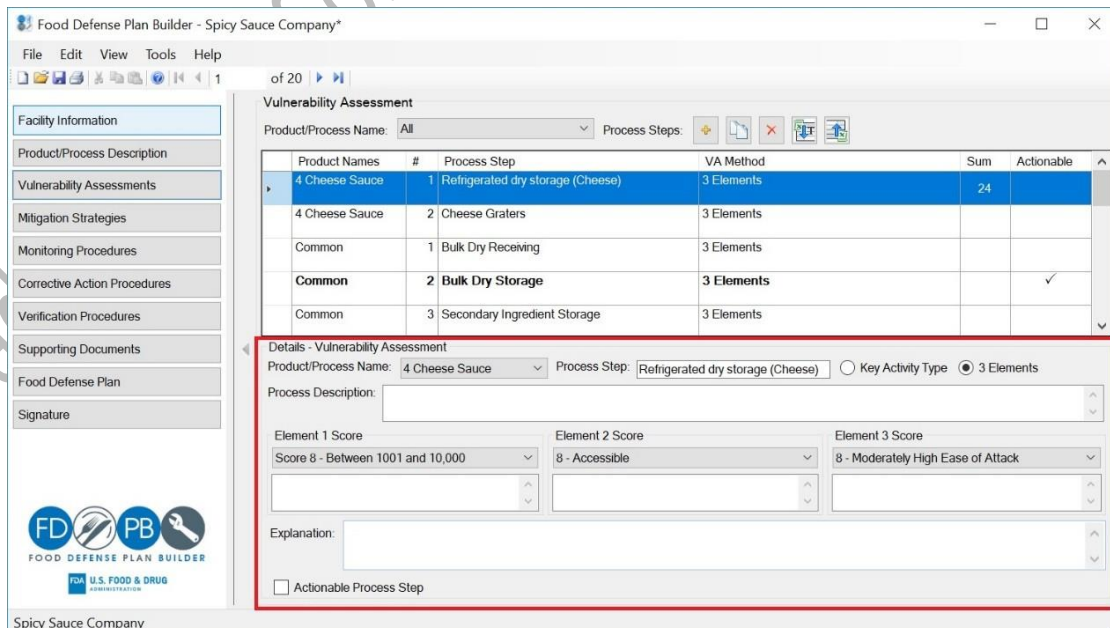 Food Defense Plan Builder - Spicy Sauce Company*
File Edit View Tools Help
1 of 20
Facility Information
Product/Process Description
Vulnerability Assessments
Mitigation Strategies
Monitoring Procedures
Corrective Action Procedures
Verification Procedures
Supporting Documents
Food Defense Plan
Signature
FD PB
FOOD DEFENSE PLAN BUILDER
FDA U.S. FOOD & DRUG
ADMINISTRATION
Vulnerability Assessment
Product/Process Name: All Process Steps:
Product Names # Process Step VA Method Sum Actionable
4 Cheese Sauce 1 Refrigerated dry storage (Cheese) 3 Elements 24
4 Cheese Sauce 2 Cheese Graters 3 Elements
Common 1 Bulk Dry Receiving 3 Elements
Common 2 Bulk Dry Storage 3 Elements ✓
Common 3 Secondary Ingredient Storage 3 Elements
Details - Vulnerability Assessment
Product/Process Name: 4 Cheese Sauce Process Step: Refrigerated dry storage (Cheese) Key Activity Type 3 Elements
Process Description:
Element 1 Score Element 2 Score Element 3 Score
Score 8 - Between 1001 and 10,000 8 - Accessible 8 - Moderately High Ease of Attack
Explanation:
Actionable Process Step
Spicy Sauce Company